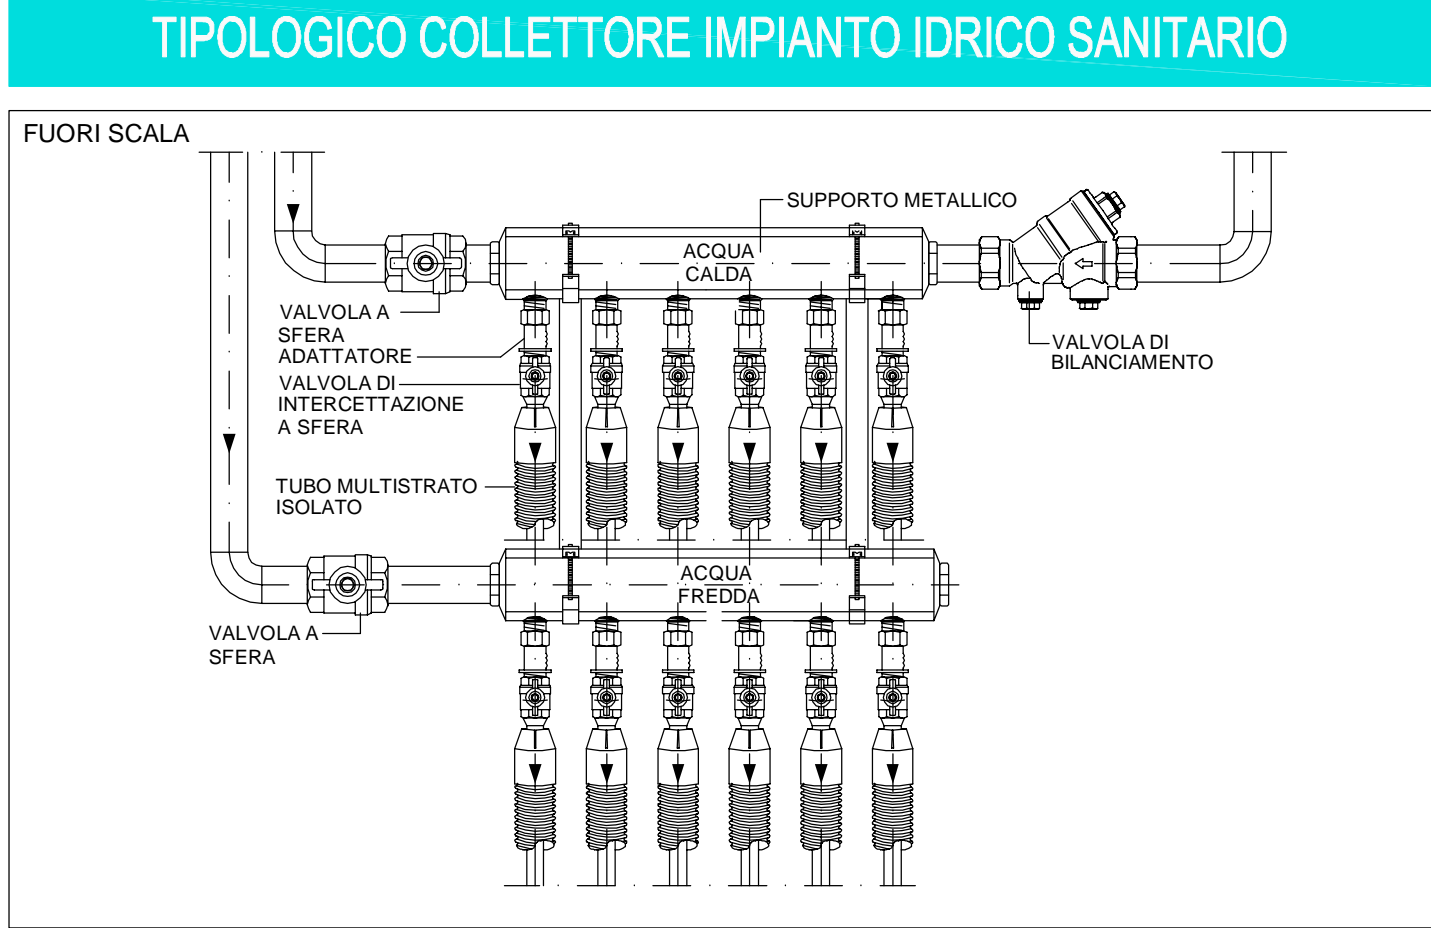 TIPOLOGICO COLLETTORE IMPIANTO IDRICO SANITARIO
FUORI SCALA
SUPPORTO METALLICO
ACQUA
CALDA
VALVOLA A
SFERA
ADATTATORE
VALVOLA DI
INTERCETTAZIONE
A SFERA
VALVOLA DI
BILANCIAMENTO
TUBO MULTISTRATO
ISOLATO
ACQUA
FREDDA
VALVOLA A
SFERA